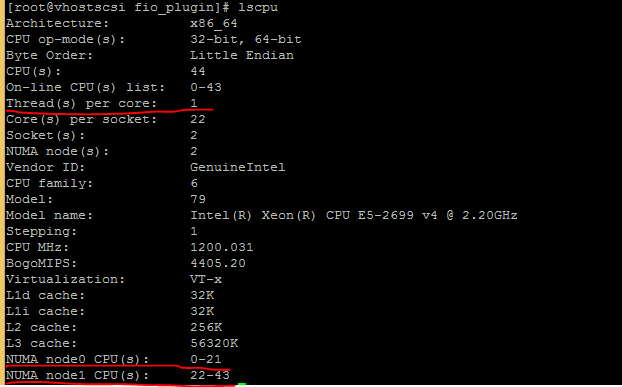 [root@vhostscsi fio_plugin]# lscpu
Architecture: x86_64
CPU op-mode(s): 32-bit, 64-bit
Byte Order: Little Endian
CPU(s): 44
On-line CPU(s) list: 0-43
Thread(s) per core: 1
Core(s) per socket: 22
Socket(s): 2
NUMA node(s): 2
Vendor ID: GenuineIntel
CPU family: 6
Model: 79
Model name: Intel(R) Xeon(R) CPU E5-2699 v4 @ 2.20GHz
Stepping: 1
CPU MHz: 1200.031
BogoMIPS: 4405.20
Virtualization: VT-x
L1d cache: 32K
L1i cache: 32K
L2 cache: 256K
L3 cache: 56320K
NUMA node0 CPU(s): 0-21
NUMA node1 CPU(s): 22-43